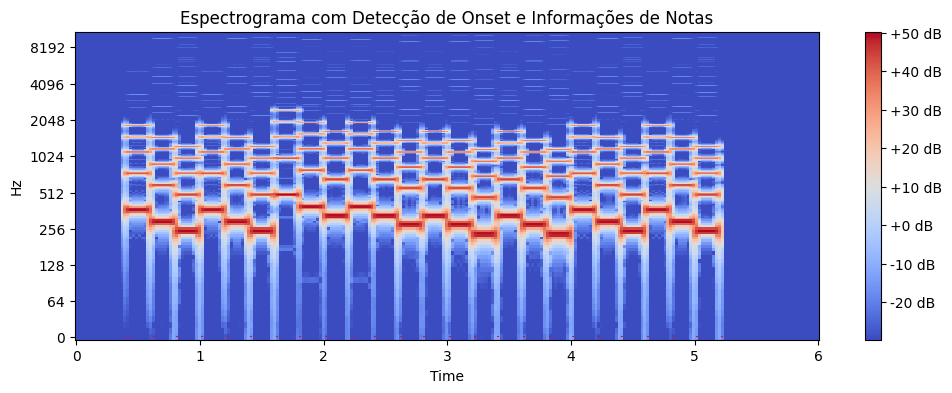 Espectrograma com Detecção de Onset e Informações de Notas
8192
4096
2048
1024
512
256
128
64
0
Hz
0 1 2 3 4 5 6
Time
+50 dB
+40 dB
+30 dB
+20 dB
+10 dB
+0 dB
-10 dB
-20 dB